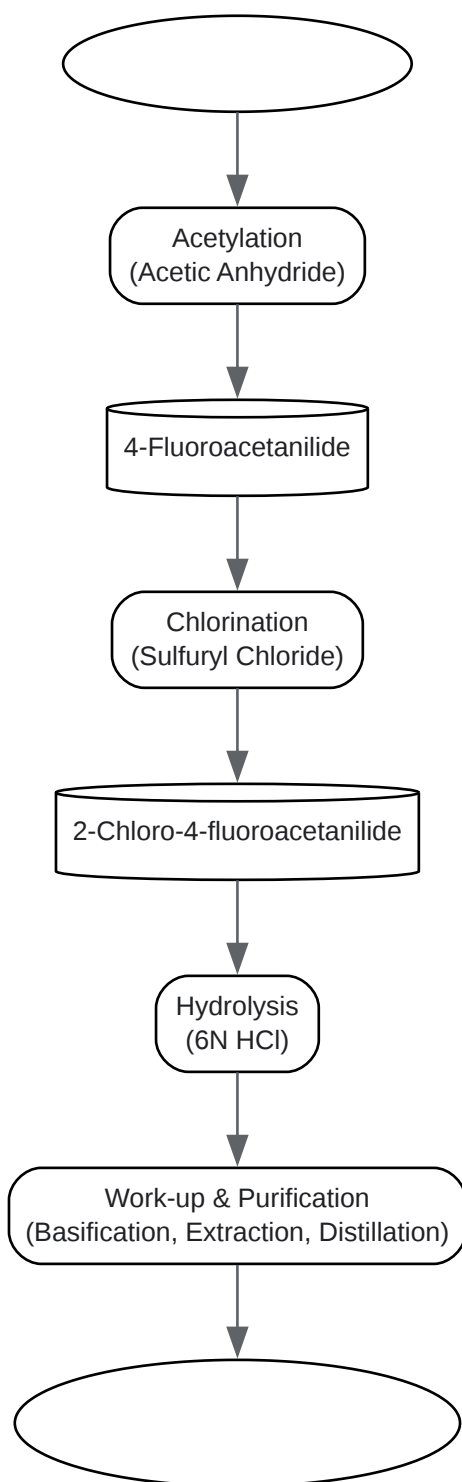 Acetylation
(Acetic Anhydride)
4-Fluoroacetanilide
Chlorination
(Sulfuryl Chloride)
2-Chloro-4-fluoroacetanilide
Hydrolysis
(6N HCl)
Work-up & Purification
(Basification, Extraction, Distillation)